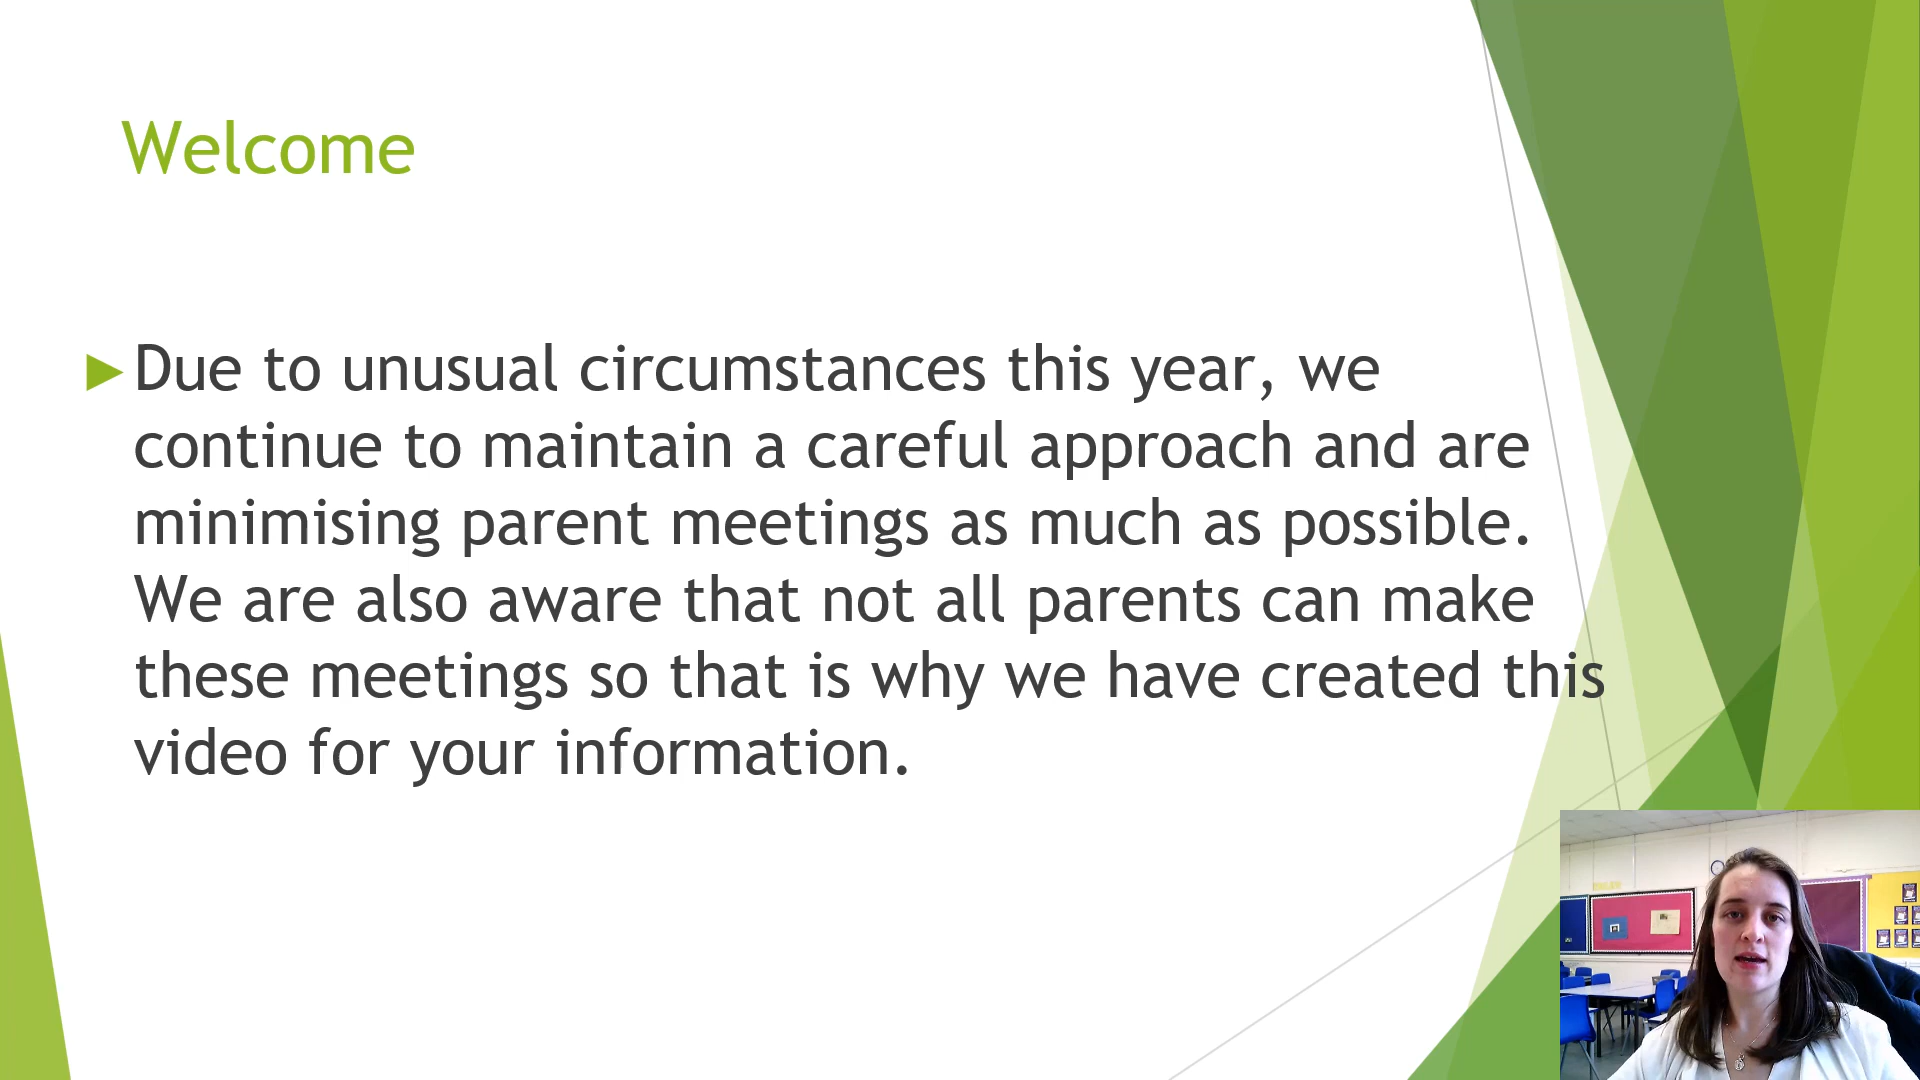 Welcome
Due to unusual circumstances this year, we
continue to maintain a careful approach and are
minimising parent meetings as much as possible.
We are also aware that not all parents can make
these meetings so that is why we have created this
video for your information.